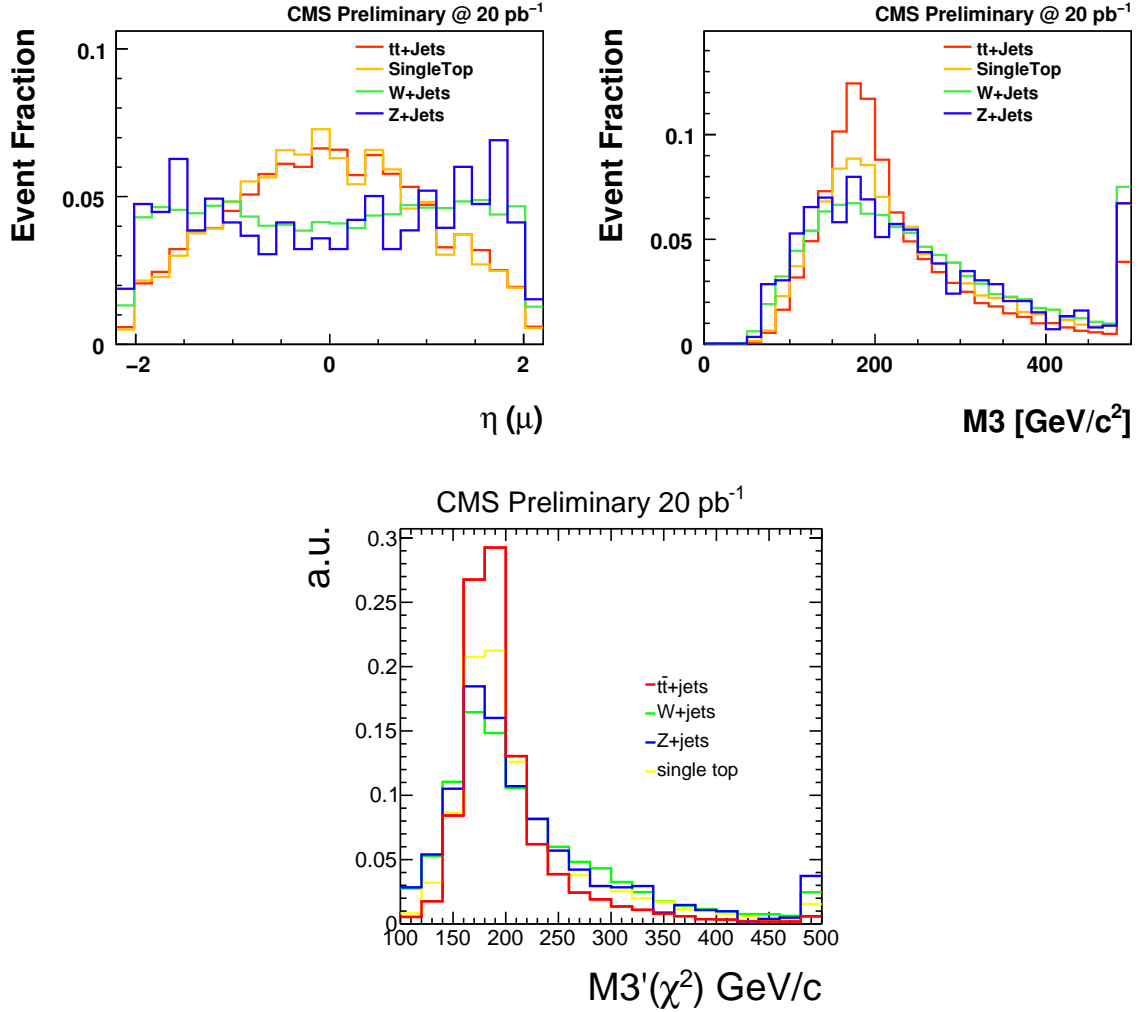 CMS Preliminary @ 20 pb⁻¹
Event Fraction
0.1
0.05
0
tt+Jets
SingleTop
W+Jets
Z+Jets
−2
0
2
η (μ)
CMS Preliminary @ 20 pb⁻¹
Event Fraction
0.1
0.05
0
tt+Jets
SingleTop
W+Jets
Z+Jets
0
200
400
M3 [GeV/c²]
CMS Preliminary 20 pb⁻¹
a.u.
0.3
0.25
0.2
0.15
0.1
0.05
0
tt̄+jets
W+jets
Z+jets
single top
100 150 200 250 300 350 400 450 500
M3'(χ²) GeV/c